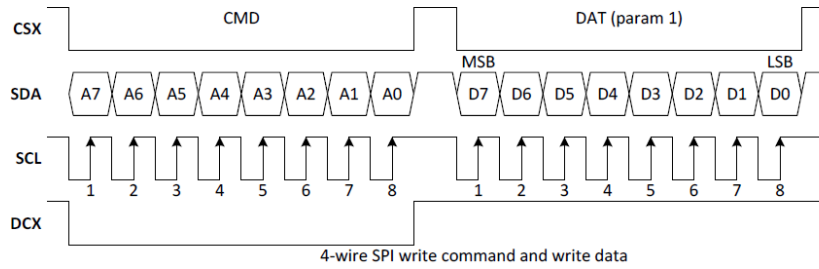 CSX CMD DAT (param 1)
MSB LSB
SDA A7 A6 A5 A4 A3 A2 A1 A0 D7 D6 D5 D4 D3 D2 D1 D0
SCL
1 2 3 4 5 6 7 8 1 2 3 4 5 6 7 8
DCX
4-wire SPI write command and write data